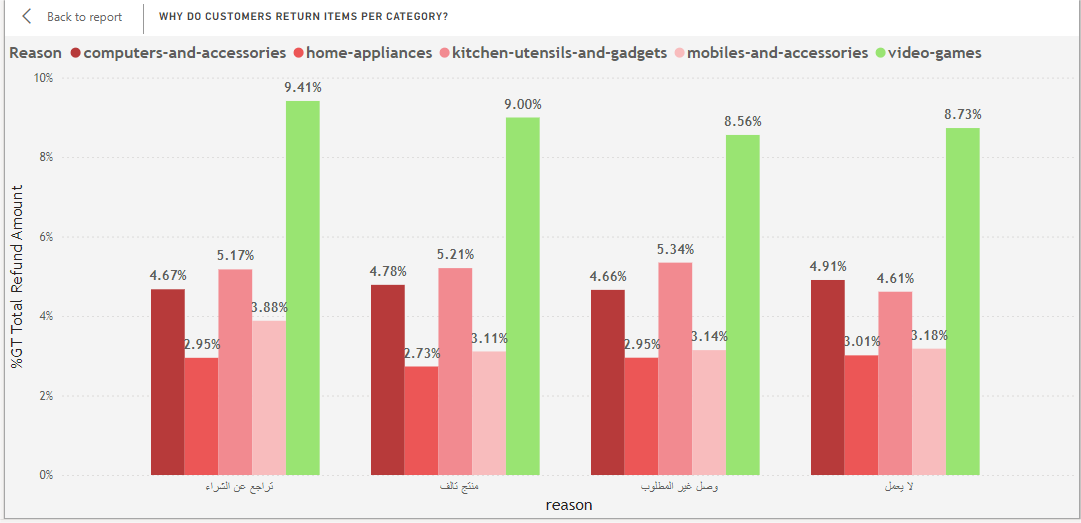 Back to report
WHY DO CUSTOMERS RETURN ITEMS PER CATEGORY?
Reason computers-and-accessories home-appliances kitchen-utensils-and-gadgets mobiles-and-accessories video-games
%GT Total Refund Amount
10%
8%
6%
4%
2%
0%
4.67% 2.95% 5.17% 3.88% 9.41%
4.78% 2.73% 5.21% 3.11% 9.00%
4.66% 2.95% 5.34% 3.14% 8.56%
4.91% 3.01% 4.61% 3.18% 8.73%
تراجع عن الشراء
منتج تالف
وصل غير المطلوب
لا يعمل
reason